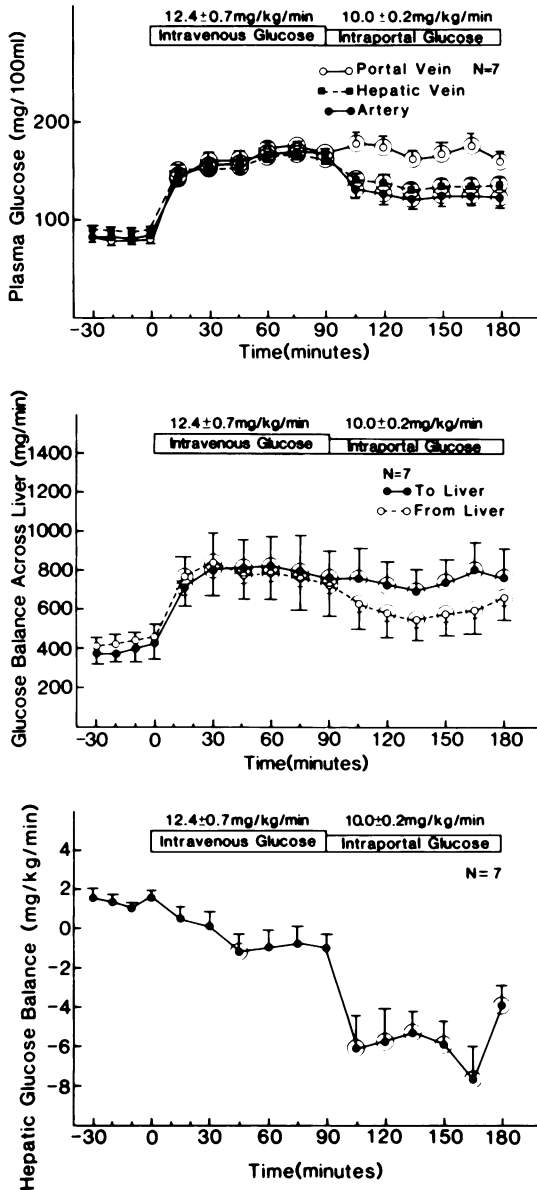 12.4±0.7mg/kg/min 10.0±0.2mg/kg/min
Intravenous Glucose Intraportal Glucose
Portal Vein N=7
Hepatic Vein
Artery
Plasma Glucose (mg/100ml)
200
100
-30 0 30 60 90 120 150 180
Time(minutes)
12.4±0.7mg/kg/min 10.0±0.2mg/kg/min
Intravenous Glucose Intraportal Glucose
N=7
To Liver
From Liver
Glucose Balance Across Liver (mg/min)
1400
1200
1000
800
600
400
200
-30 0 30 60 90 120 150 180
Time(minutes)
12.4±0.7mg/kg/min 10.0±0.2mg/kg/min
Intravenous Glucose Intraportal Glucose
N=7
Hepatic Glucose Balance (mg/kg/min)
4
2
0
-2
-4
-6
-8
-30 0 30 60 90 120 150 180
Time(minutes)